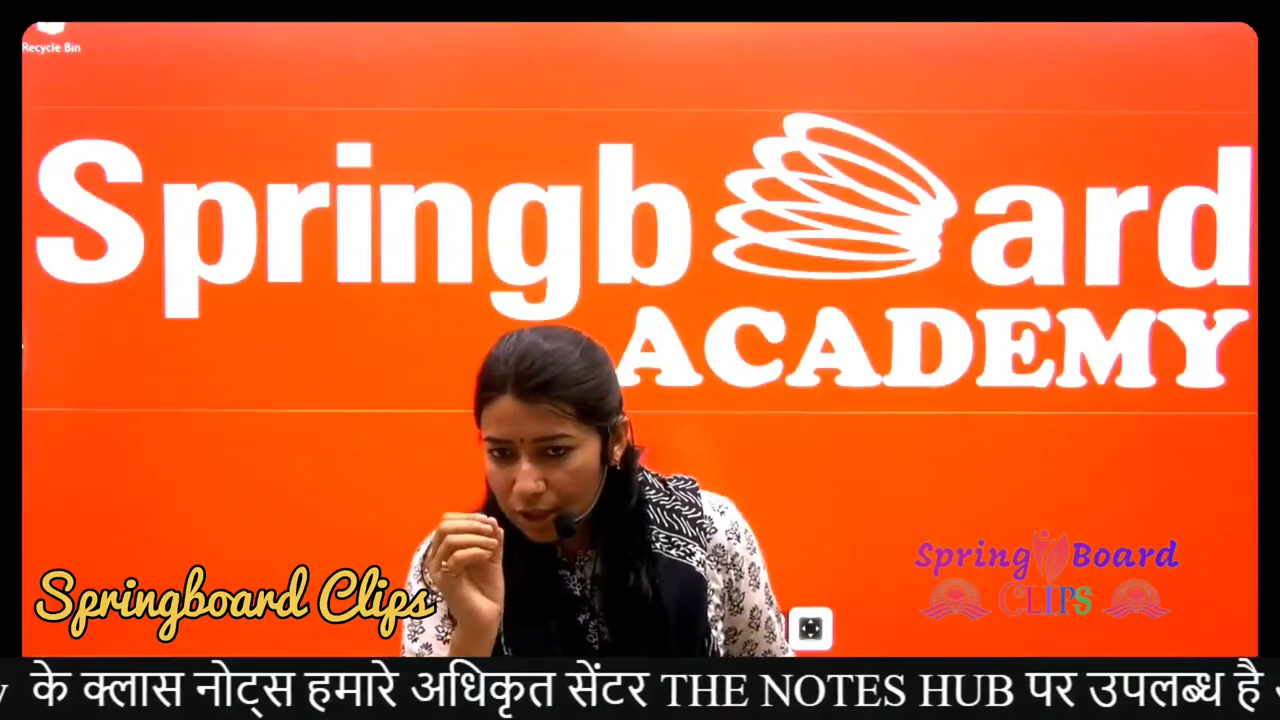 Recycle Bin
Springboard
ACADEMY
Spring Board
CLIPS
Springboard Clips
के क्लास नोट्स हमारे अधिकृत सेंटर THE NOTES HUB पर उपलब्ध है